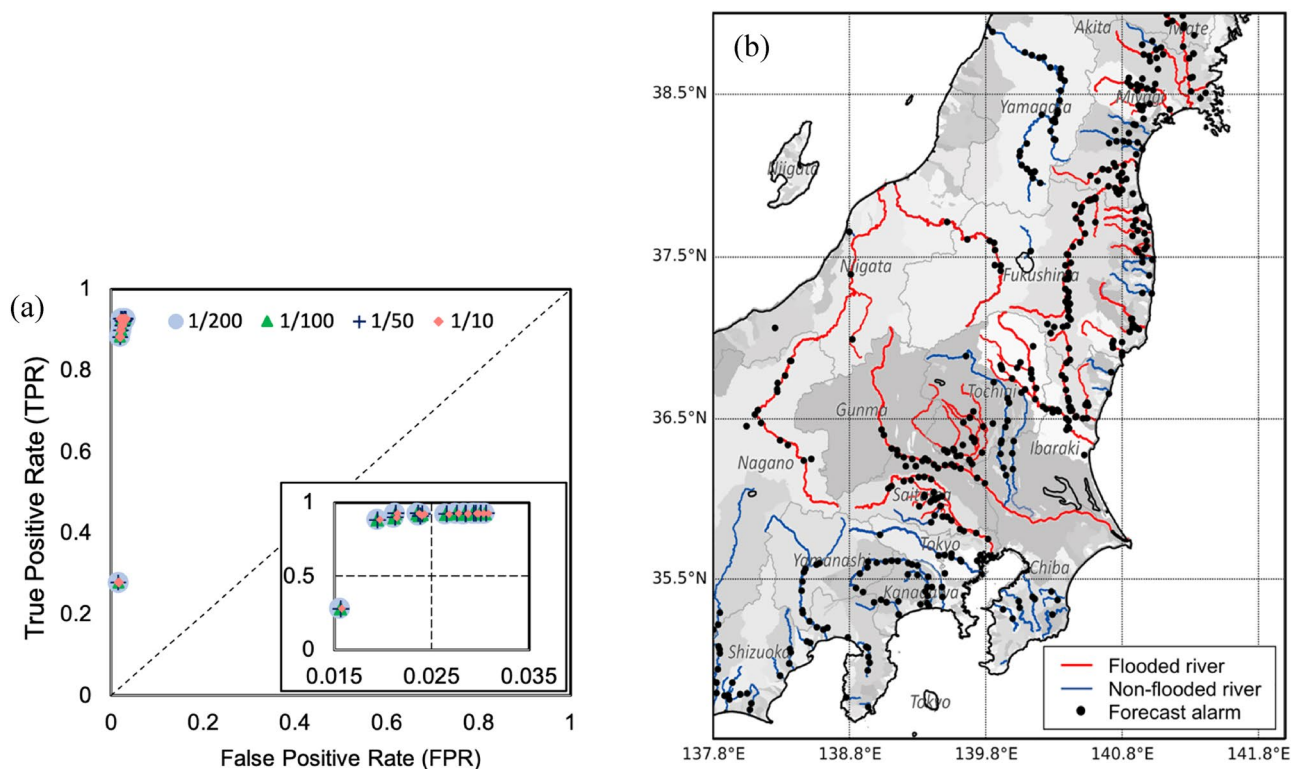 (a)
1
0.8
0.6
0.4
0.2
0
True Positive Rate (TPR)
1/200 1/100 1/50 1/10
1
0.5
0
0.015 0.025 0.035
0 0.2 0.4 0.6 0.8 1
False Positive Rate (FPR)
(b)
38.5°N
37.5°N
36.5°N
35.5°N
Akita
Iwate
Yamagata
Miyagi
Niigata
Niigata
Fukushima
Tochigi
Gunma
Ibaraki
Nagano
Saitama
Tokyo
Yamanashi
Chiba
Kanagawa
Shizuoka
Tokyo
Flooded river
Non-flooded river
Forecast alarm
137.8°E 138.8°E 139.8°E 140.8°E 141.8°E